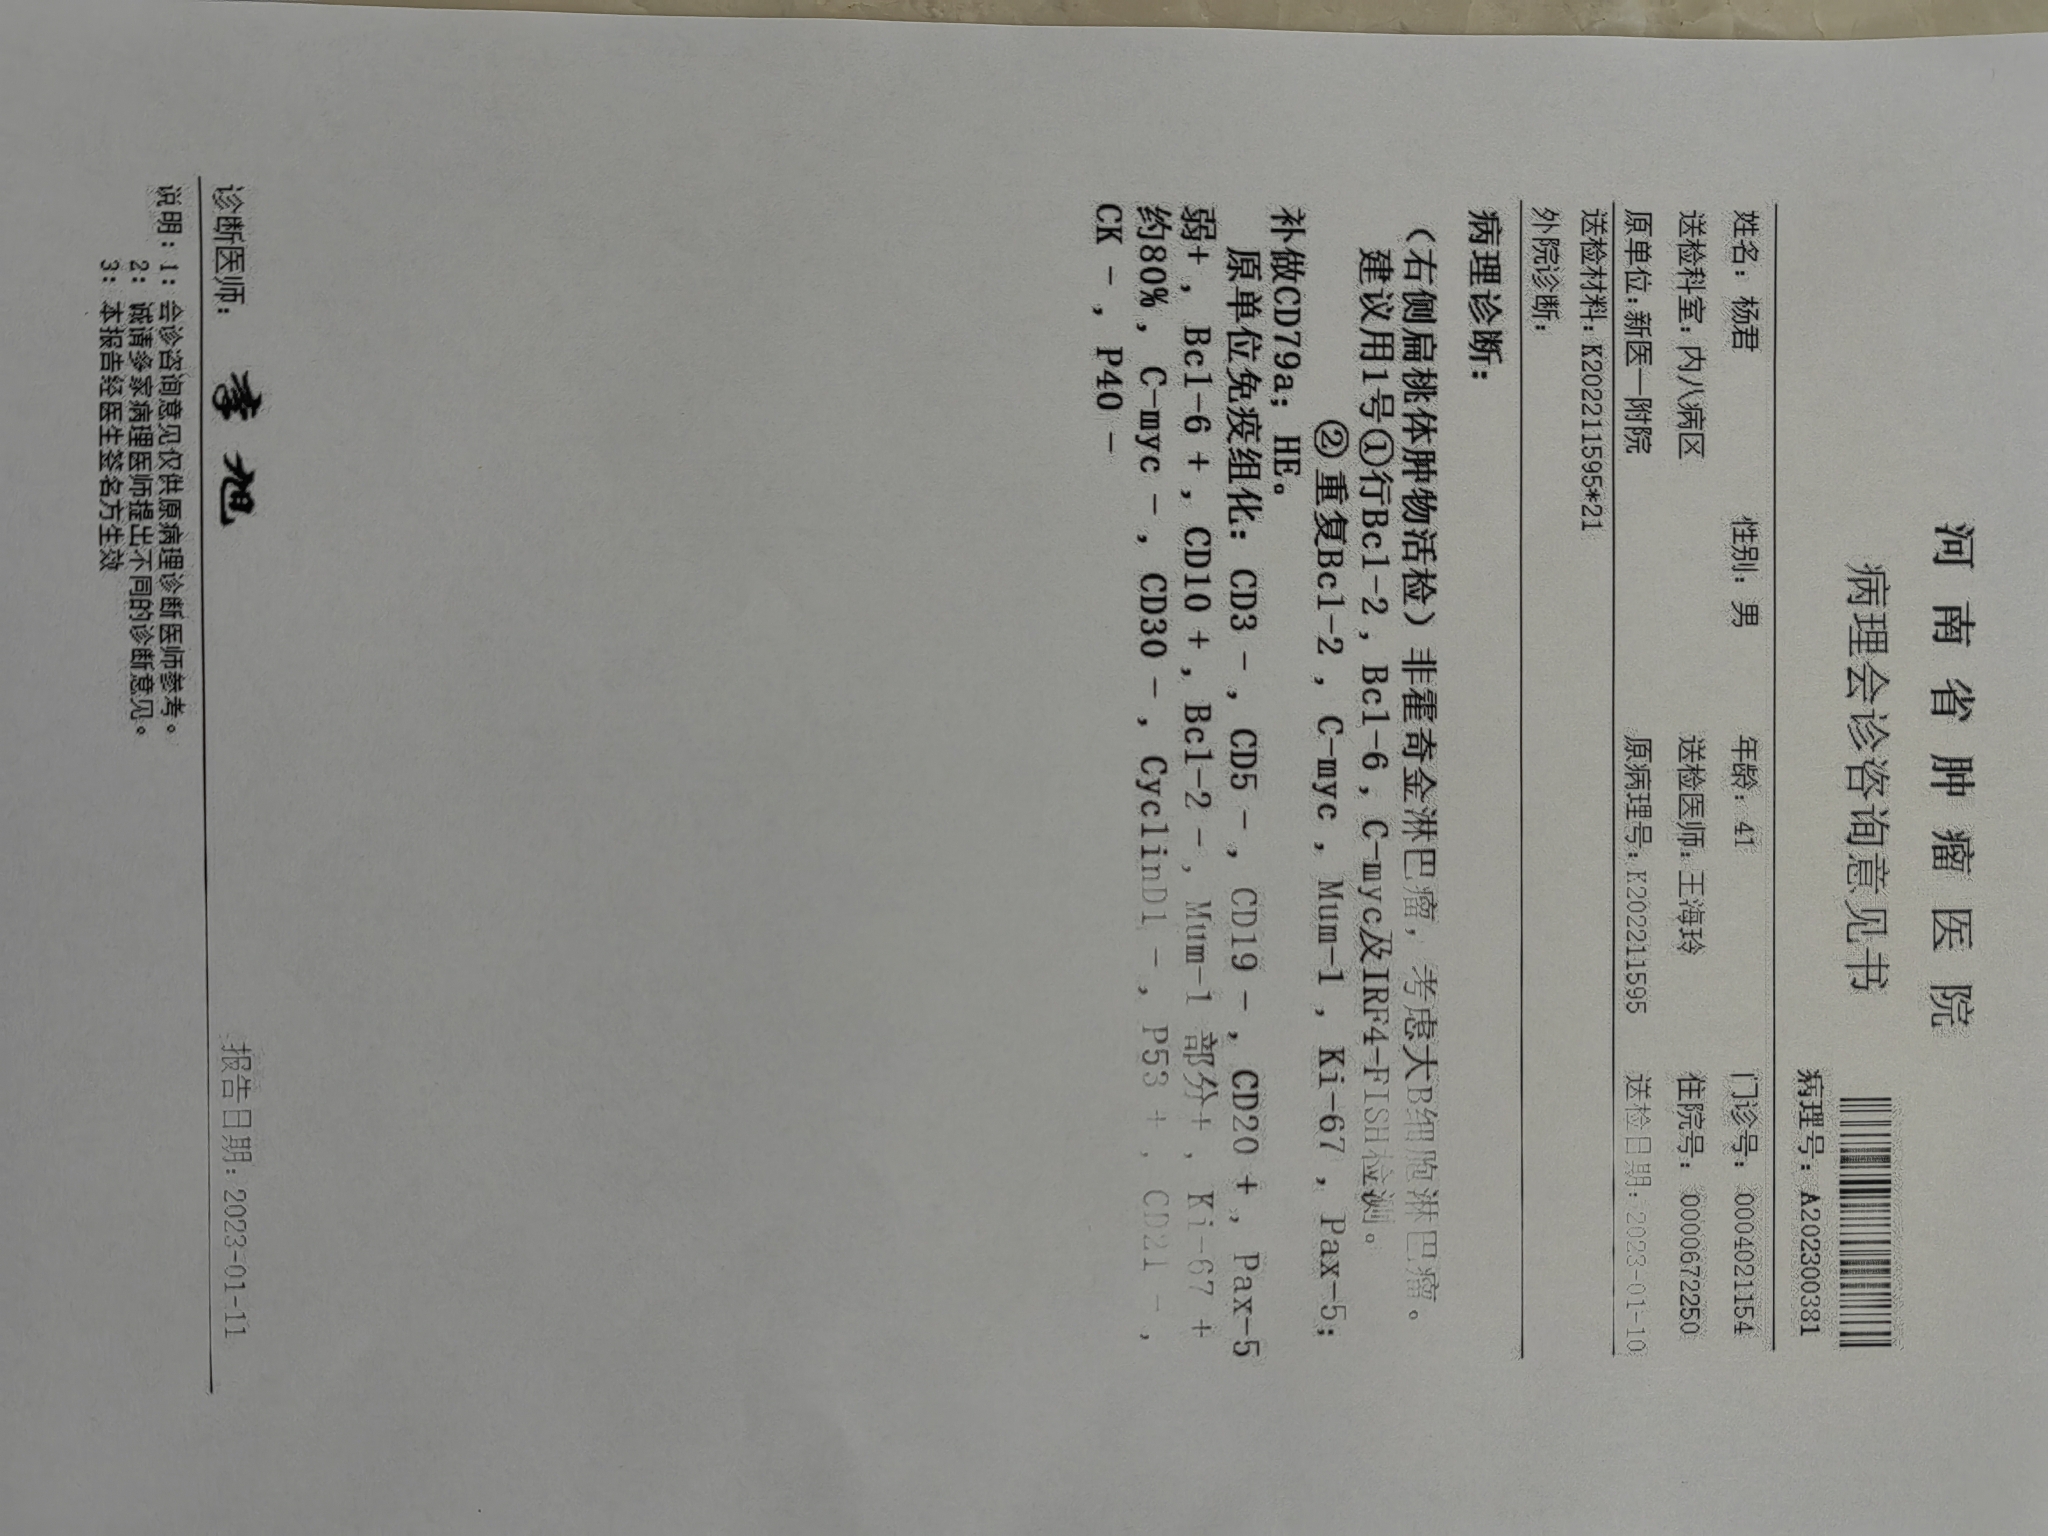 河南省肿瘤医院
病理会诊咨询意见书
病理号：A202300381
姓名：杨君 性别：男 年龄：41 门诊号：0004021154
送检科室：内八病区 送检医师：王海玲 住院号：0000672250
原单位：新医一附院 原病理号：K202211595 送检日期：2023-01-10
送检材料：K202211595*21
外院诊断：
病理诊断：
（右侧扁桃体肿物活检）非霍奇金淋巴瘤，考虑大B细胞淋巴瘤。
建议用1号①行Bcl-2，Bcl-6，C-myc及IRF4-FISH检测。
②重复Bcl-2，C-myc，Mum-1，Ki-67，Pax-5；
补做CD79a；HE。
原单位免疫组化：CD3－，CD5－，CD19－，CD20＋，Pax-5
弱+，Bcl-6＋，CD10＋，Bcl-2－，Mum-1 部分+，Ki-67＋
约80%，C-myc－，CD30－，CyclinD1－，P53＋，CD21－，
CK－，P40－
诊断医师：李旭 报告日期：2023-01-11
说明：1：会诊咨询意见仅供原病理诊断医师参考。
2：诚请多家病理医师提出不同的诊断意见。
3：本报告经医生签名方生效